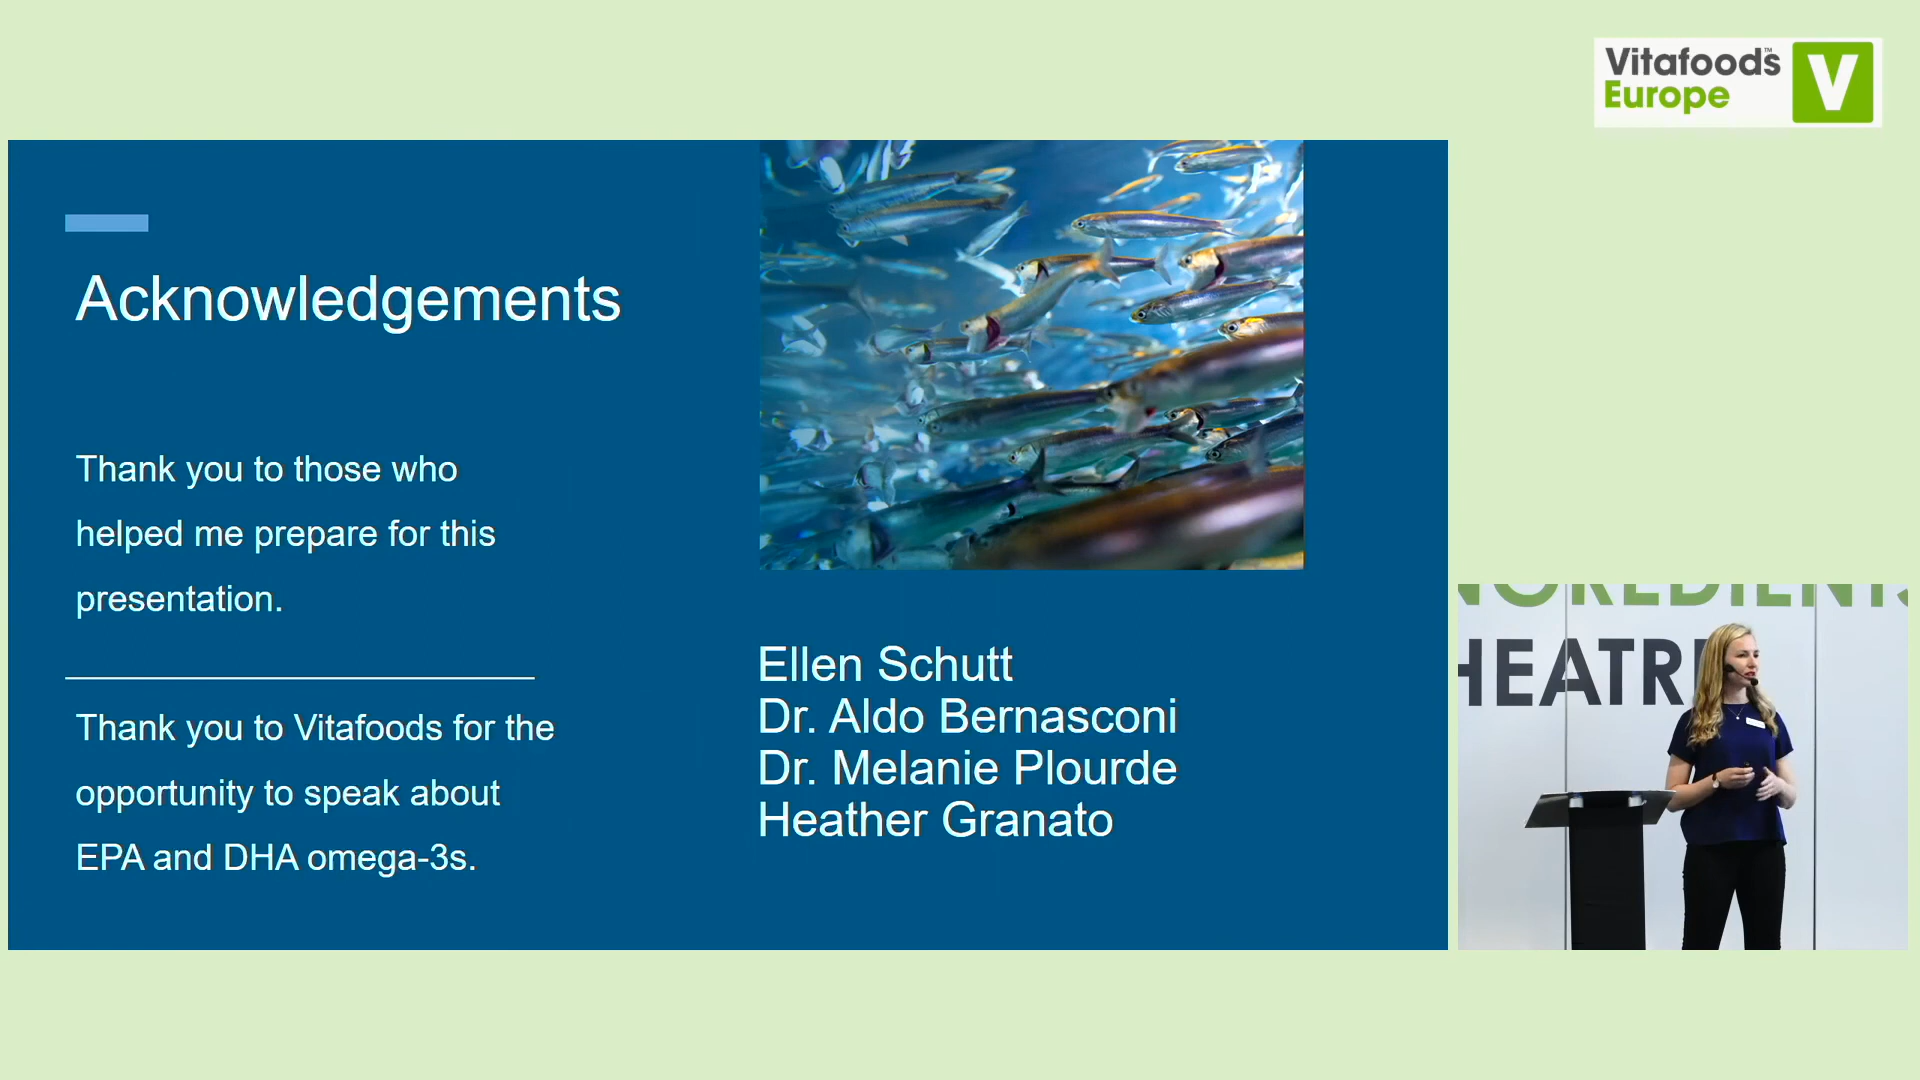 Vitafoods™
Europe
V
Acknowledgements
Thank you to those who
helped me prepare for this
presentation.
Thank you to Vitafoods for the
opportunity to speak about
EPA and DHA omega-3s.
Ellen Schutt
Dr. Aldo Bernasconi
Dr. Melanie Plourde
Heather Granato